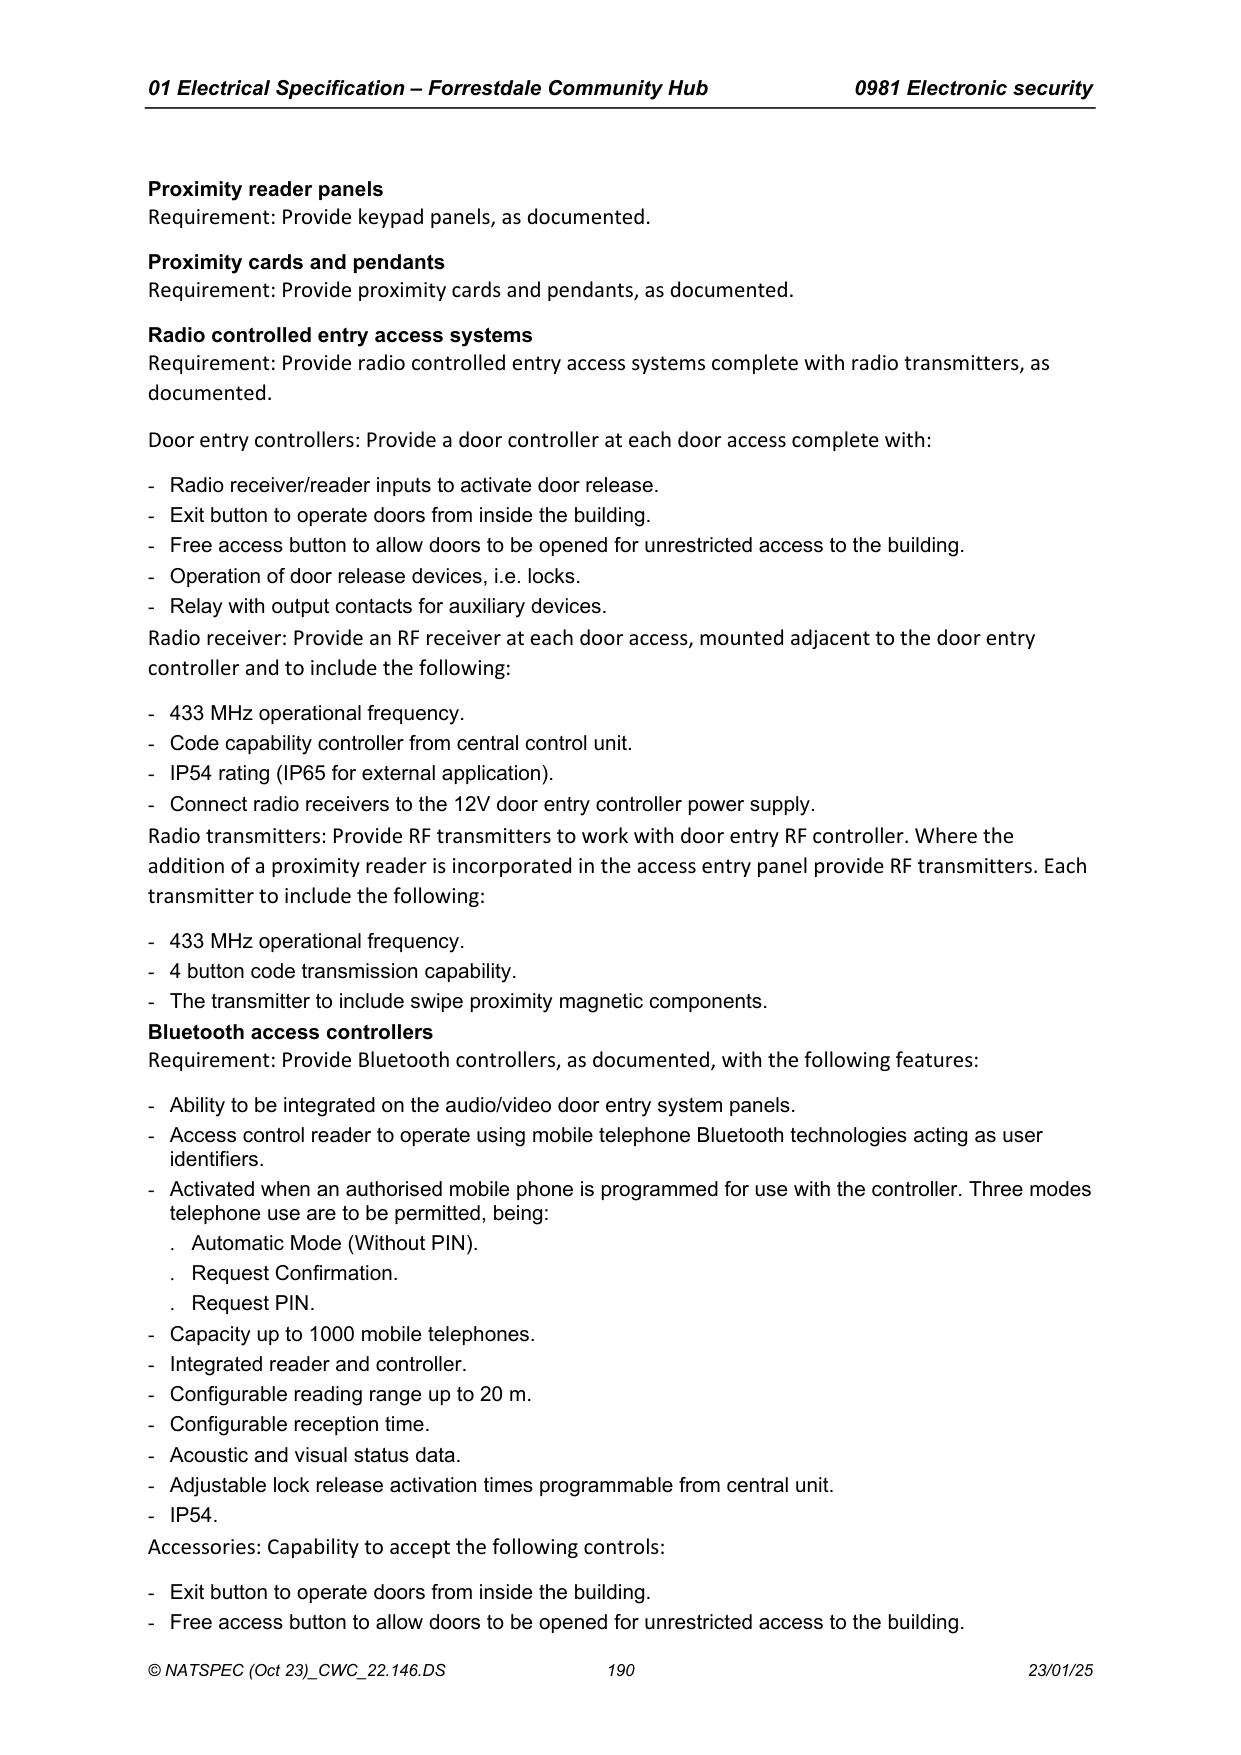 01 Electrical Specification – Forrestdale Community Hub 0981 Electronic security
Proximity reader panels
Requirement: Provide keypad panels, as documented.
Proximity cards and pendants
Requirement: Provide proximity cards and pendants, as documented.
Radio controlled entry access systems
Requirement: Provide radio controlled entry access systems complete with radio transmitters, as
documented.
Door entry controllers: Provide a door controller at each door access complete with:
- Radio receiver/reader inputs to activate door release.
- Exit button to operate doors from inside the building.
- Free access button to allow doors to be opened for unrestricted access to the building.
- Operation of door release devices, i.e. locks.
- Relay with output contacts for auxiliary devices.
Radio receiver: Provide an RF receiver at each door access, mounted adjacent to the door entry
controller and to include the following:
- 433 MHz operational frequency.
- Code capability controller from central control unit.
- IP54 rating (IP65 for external application).
- Connect radio receivers to the 12V door entry controller power supply.
Radio transmitters: Provide RF transmitters to work with door entry RF controller. Where the
addition of a proximity reader is incorporated in the access entry panel provide RF transmitters. Each
transmitter to include the following:
- 433 MHz operational frequency.
- 4 button code transmission capability.
- The transmitter to include swipe proximity magnetic components.
Bluetooth access controllers
Requirement: Provide Bluetooth controllers, as documented, with the following features:
- Ability to be integrated on the audio/video door entry system panels.
- Access control reader to operate using mobile telephone Bluetooth technologies acting as user
identifiers.
- Activated when an authorised mobile phone is programmed for use with the controller. Three modes
telephone use are to be permitted, being:
. Automatic Mode (Without PIN).
. Request Confirmation.
. Request PIN.
- Capacity up to 1000 mobile telephones.
- Integrated reader and controller.
- Configurable reading range up to 20 m.
- Configurable reception time.
- Acoustic and visual status data.
- Adjustable lock release activation times programmable from central unit.
- IP54.
Accessories: Capability to accept the following controls:
- Exit button to operate doors from inside the building.
- Free access button to allow doors to be opened for unrestricted access to the building.
© NATSPEC (Oct 23)_CWC_22.146.DS 190 23/01/25